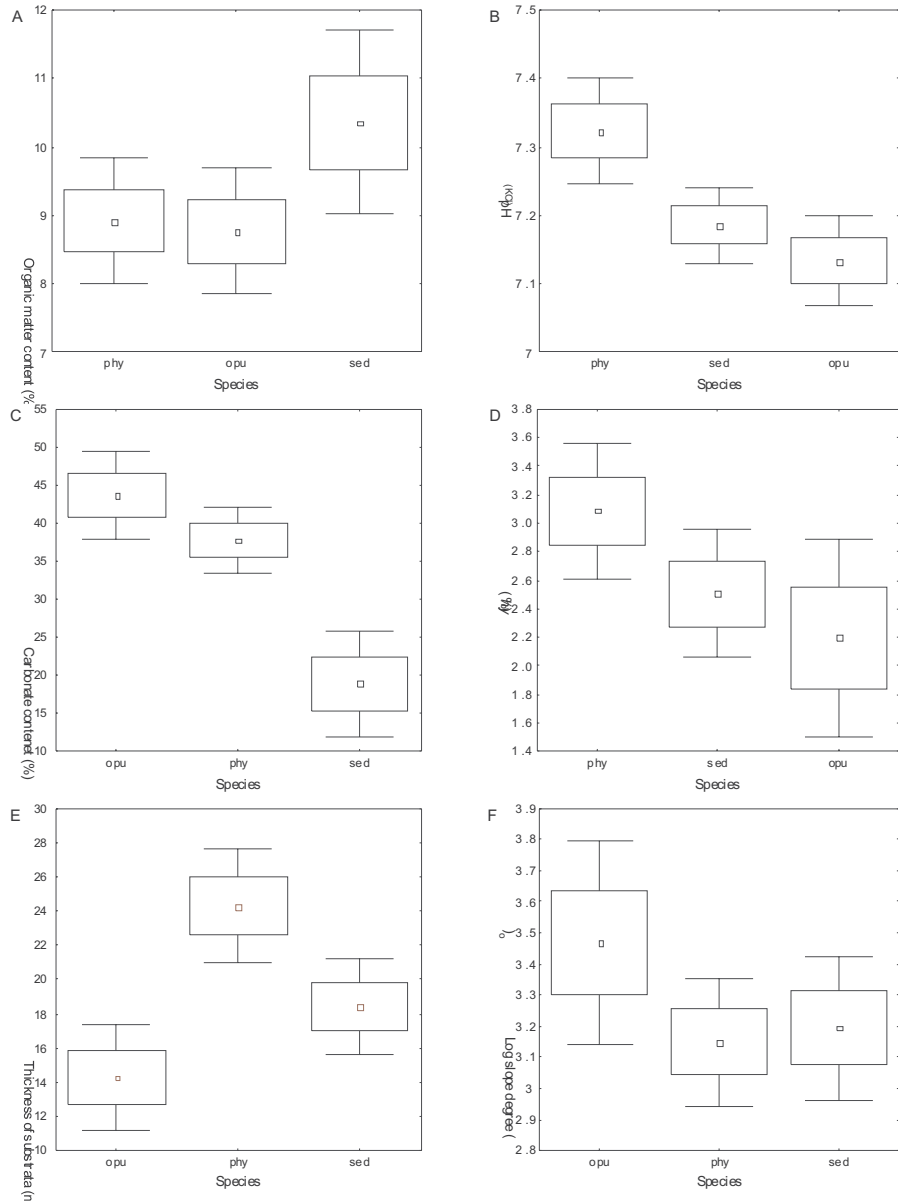 A
12
11
10
9
8
7
phy opu sed
Species
Organic matter content (%
B
7.5
7.4
7.3
7.2
7.1
7
phy sed opu
Species
pH (KCl)
C
55
50
45
40
35
30
25
20
15
10
opu phy sed
Species
Carbonate contenet (%)
D
3.8
3.6
3.4
3.2
3.0
2.8
2.6
2.4
2.2
2.0
1.8
1.6
1.4
phy sed opu
Species
E
30
28
26
24
22
20
18
16
14
12
10
opu phy sed
Species
Thickness of substrata (n
F
3.9
3.8
3.7
3.6
3.5
3.4
3.3
3.2
3.1
3
2.9
2.8
opu phy sed
Species
Log slope degree (°)